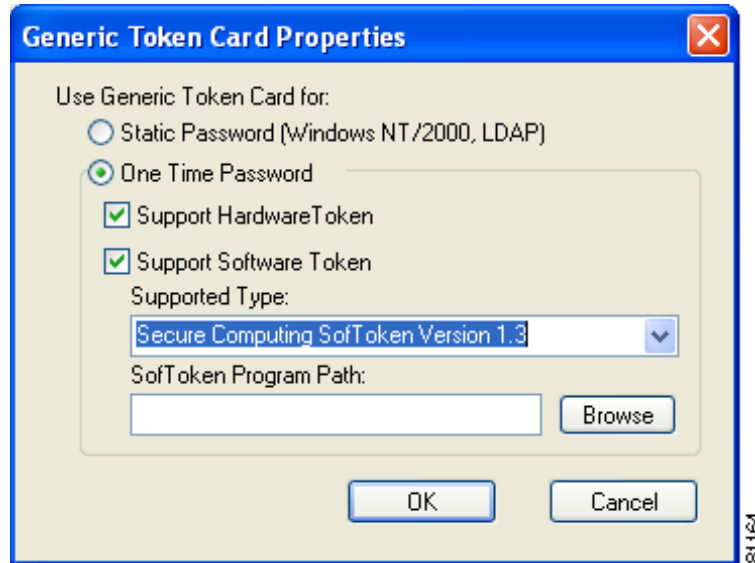 Generic Token Card Properties
Use Generic Token Card for:
Static Password (Windows NT/2000, LDAP)
One Time Password
Support HardwareToken
Support Software Token
Supported Type:
Secure Computing SofToken Version 1.3
SofToken Program Path:
Browse
OK
Cancel
81164